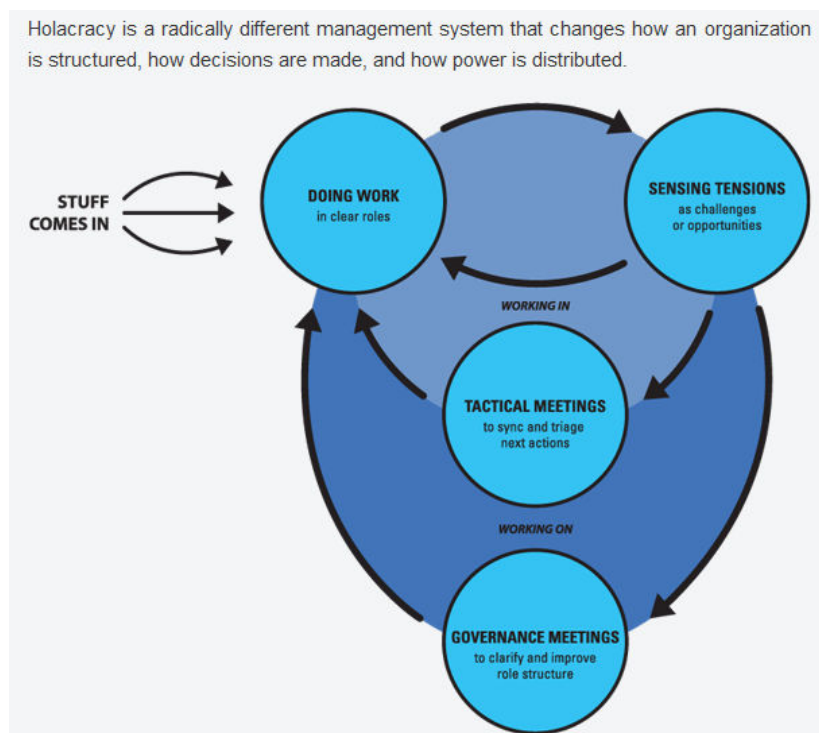 Holacracy is a radically different management system that changes how an organization
is structured, how decisions are made, and how power is distributed.
STUFF
COMES IN
DOING WORK
in clear roles
SENSING TENSIONS
as challenges
or opportunities
WORKING IN
TACTICAL MEETINGS
to sync and triage
next actions
WORKING ON
GOVERNANCE MEETINGS
to clarify and improve
role structure